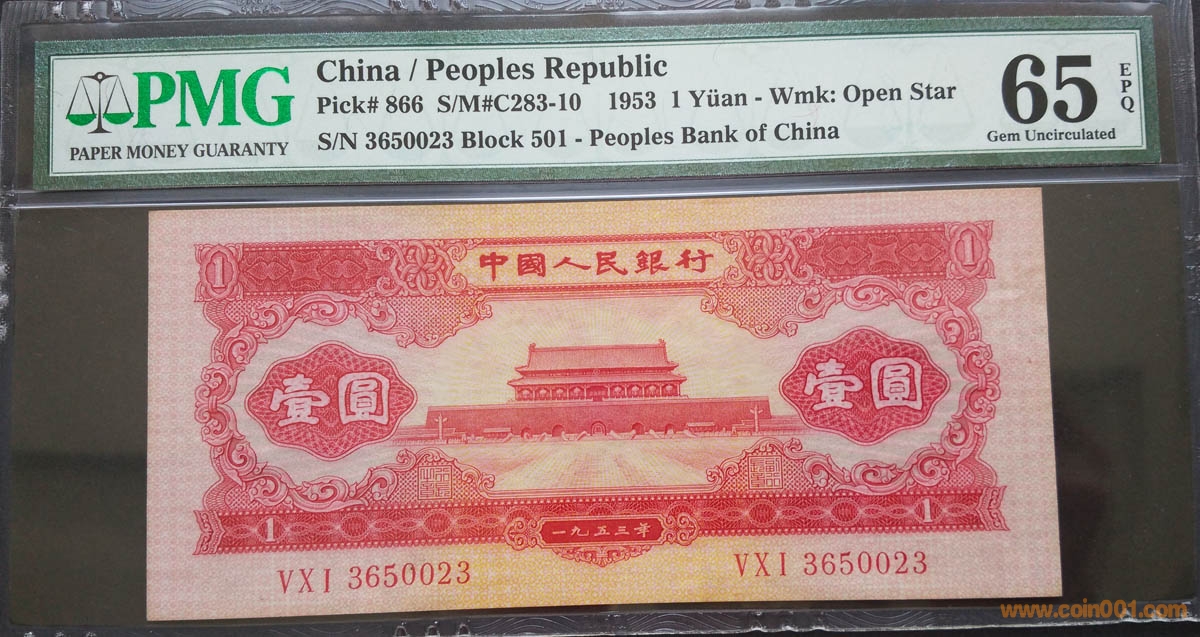 PMG
PAPER MONEY GUARANTY
China / Peoples Republic
Pick# 866 S/M#C283-10 1953 1 Yüan - Wmk: Open Star
S/N 3650023 Block 501 - Peoples Bank of China
65
EPQ
Gem Uncirculated
1
中國人民銀行
1
壹圓
壹圓
1
一九五三年
1
VXI 3650023
VXI 3650023
www.coin001.com